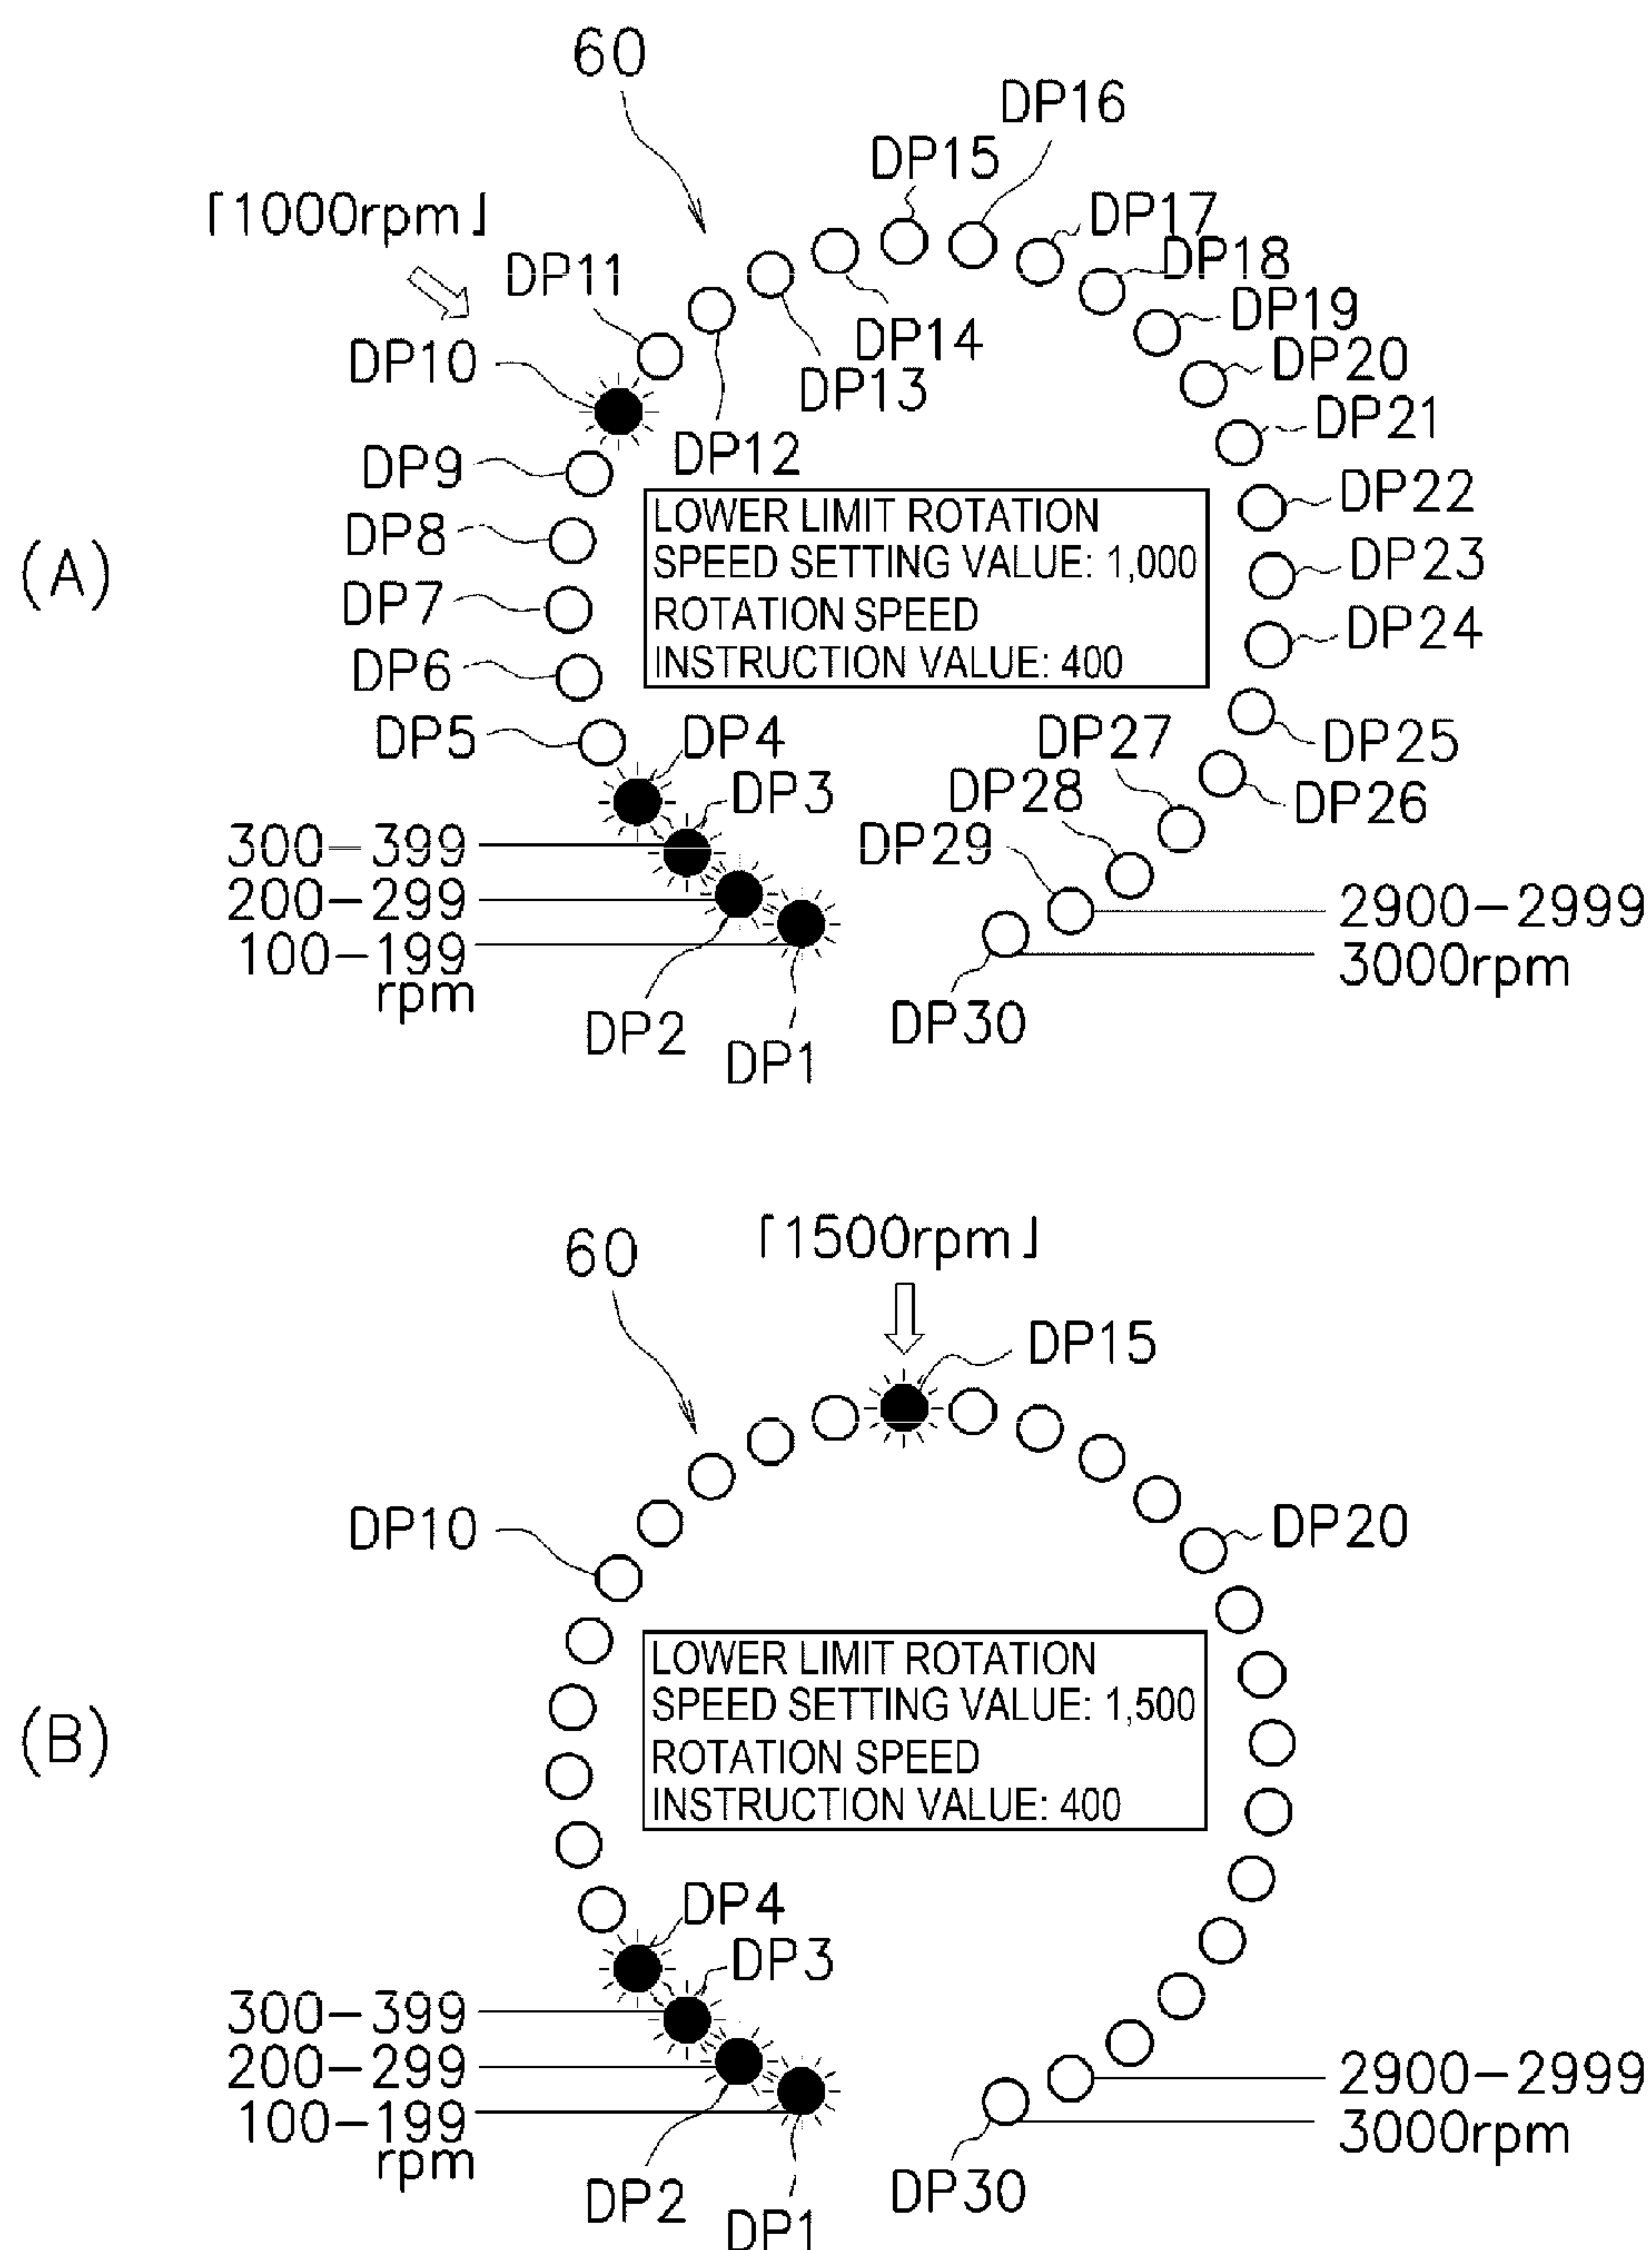 60
DP16
DP15
｢1000rpm｣
DP17
DP11
DP18
DP19
DP14
DP10
DP20
DP13
DP21
DP12
DP9
DP22
LOWER LIMIT ROTATION
SPEED SETTING VALUE: 1,000
ROTATION SPEED
INSTRUCTION VALUE: 400
DP8
(A)
DP23
DP7
DP24
DP6
DP5
DP4
DP27
DP25
DP3
DP28
DP26
300-399
DP29
200-299
2900-2999
100-199
rpm
3000rpm
DP2
DP30
DP1
60
｢1500rpm｣
DP15
DP10
DP20
LOWER LIMIT ROTATION
SPEED SETTING VALUE: 1,500
ROTATION SPEED
INSTRUCTION VALUE: 400
(B)
DP4
DP3
300-399
200-299
2900-2999
100-199
rpm
3000rpm
DP2
DP30
DP1